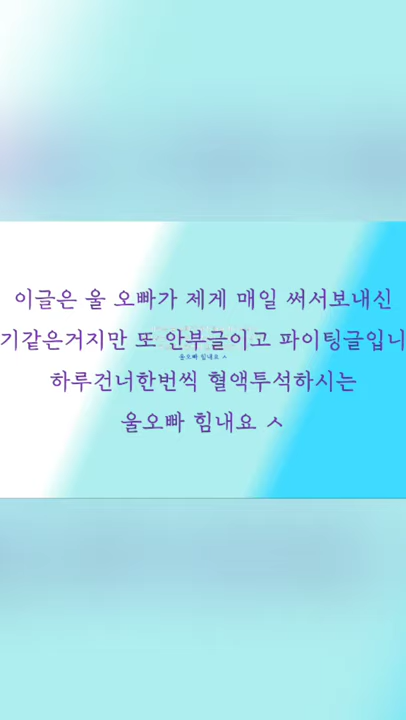 이글은 울 오빠가 제게 매일 써서보내신
기같은거지만 또 안부글이고 파이팅글입니
울오빠 힘내요 ㅅ
하루건너한번씩 혈액투석하시는
울오빠 힘내요 ㅅ